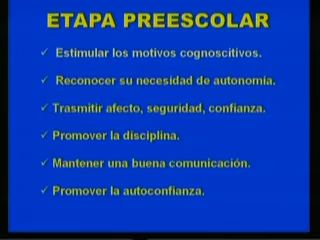 ETAPA PREESCOLAR
✓ Estimular los motivos cognoscitivos.
✓ Reconocer su necesidad de autonomía.
✓ Trasmitir afecto, seguridad, confianza.
✓ Promover la disciplina.
✓ Mantener una buena comunicación.
✓ Promover la autoconfianza.